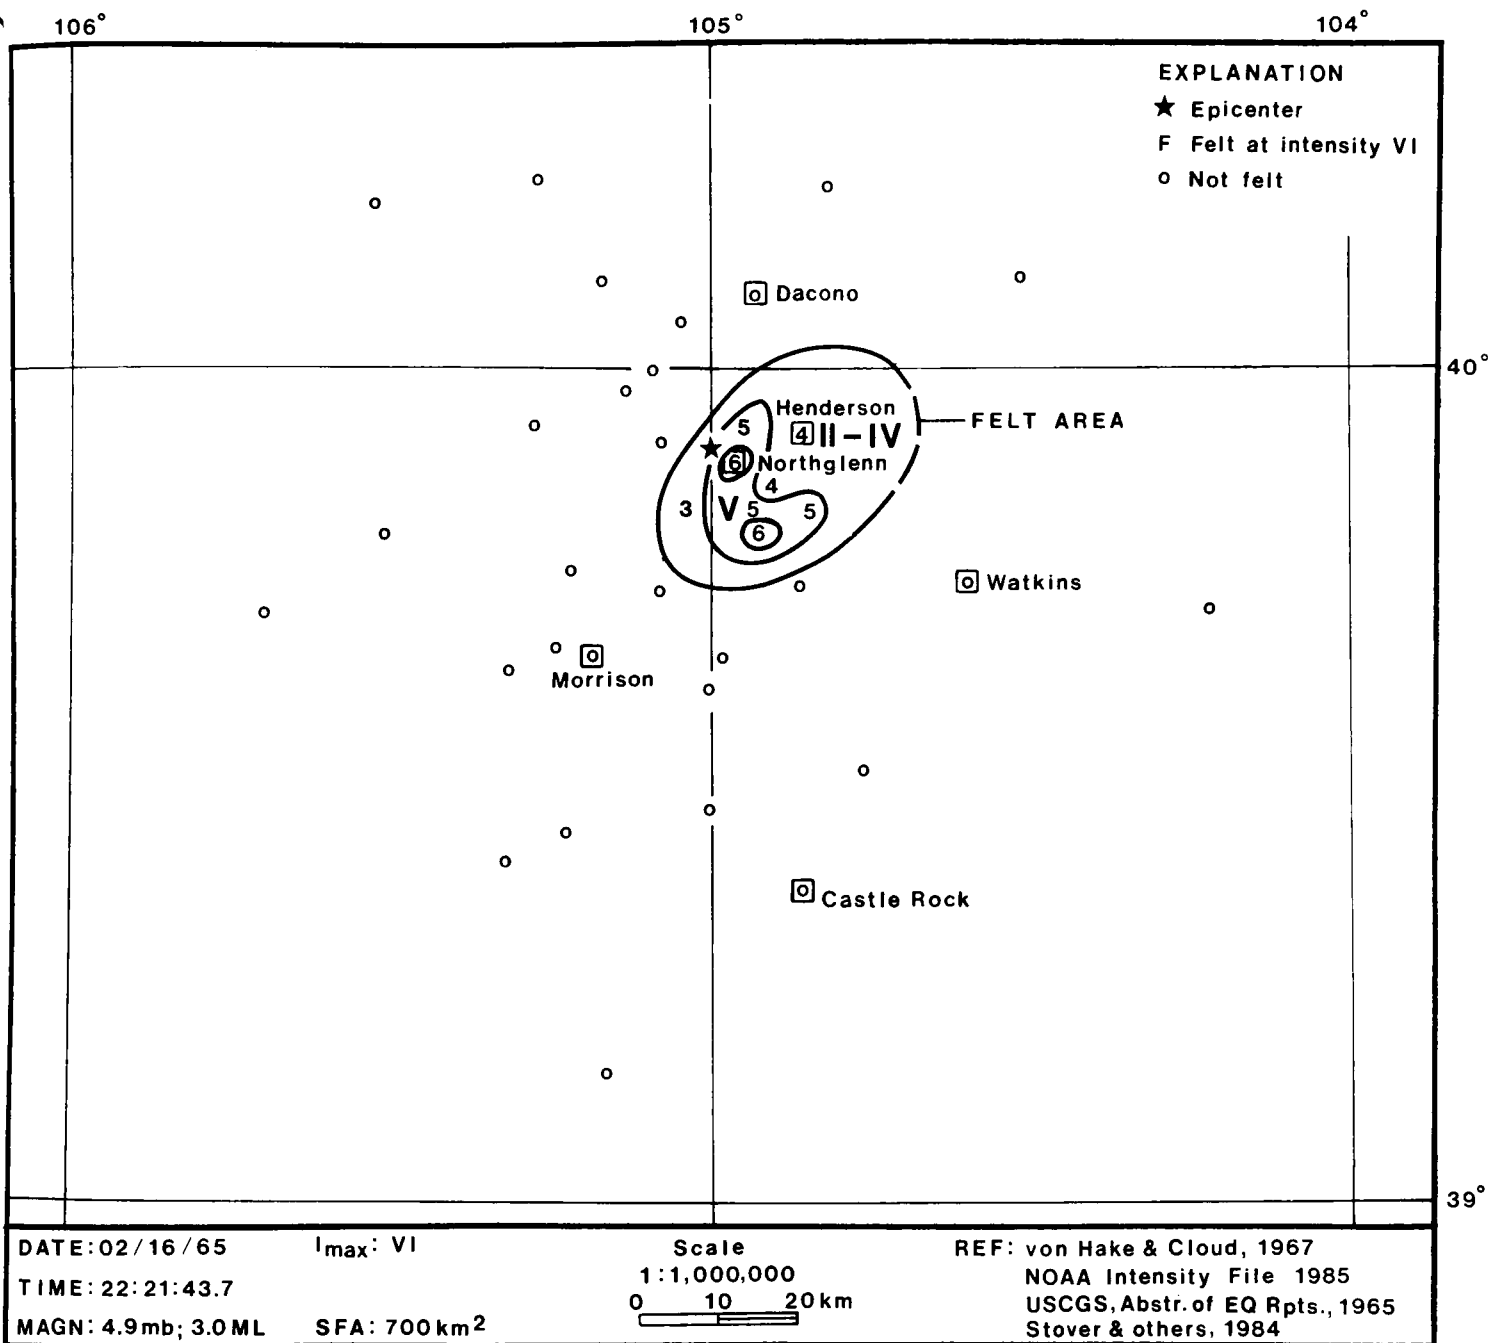 106° 105° 104°
EXPLANATION
★ Epicenter
F Felt at intensity VI
o Not felt
Dacono
40°
Henderson
5
4 II – IV
FELT AREA
6 Northglenn
4
3 V 5 5
6
Watkins
Morrison
Castle Rock
39°
DATE: 02/16/65 Imax: VI Scale REF: von Hake & Cloud, 1967
1:1,000,000 NOAA Intensity File 1985
TIME: 22:21:43.7
0 10 20 km USCGS, Abstr. of EQ Rpts., 1965
MAGN: 4.9 mb; 3.0 ML SFA: 700 km² Stover & others, 1984